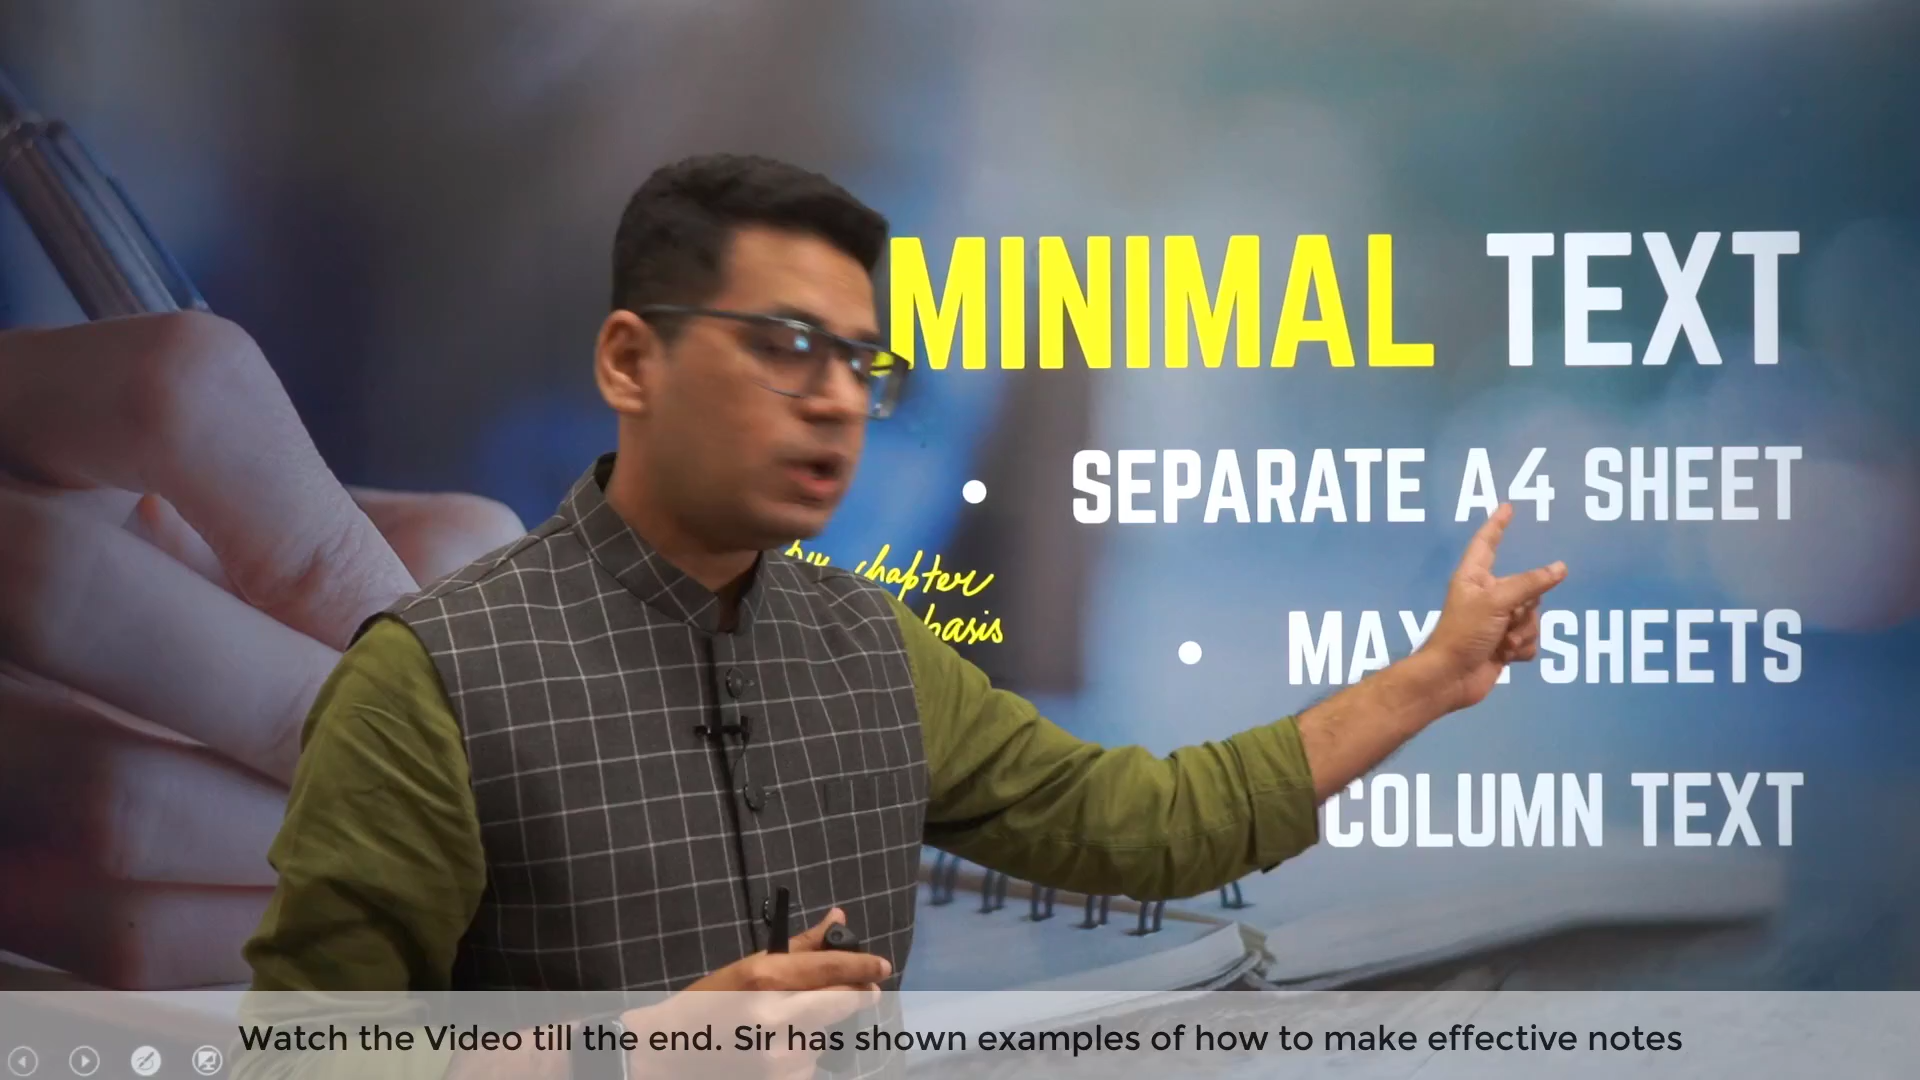 MINIMAL TEXT
• SEPARATE A4 SHEET
chapter
basis
• MAX SHEETS
COLUMN TEXT
Watch the Video till the end. Sir has shown examples of how to make effective notes